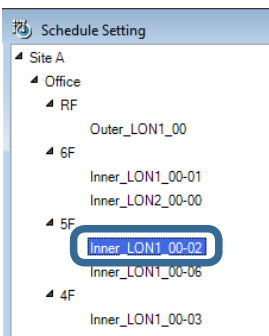 Schedule Setting
Site A
Office
RF
Outer_LON1_00
6F
Inner_LON1_00-01
Inner_LON2_00-00
5F
Inner_LON1_00-02
Inner_LON1_00-06
4F
Inner_LON1_00-03